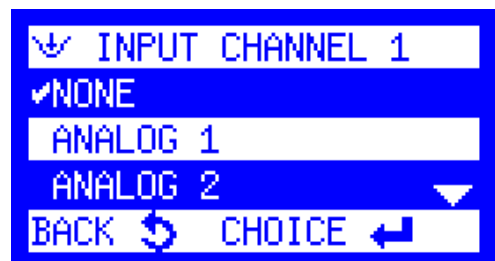 INPUT CHANNEL 1
NONE
ANALOG 1
ANALOG 2
BACK CHOICE